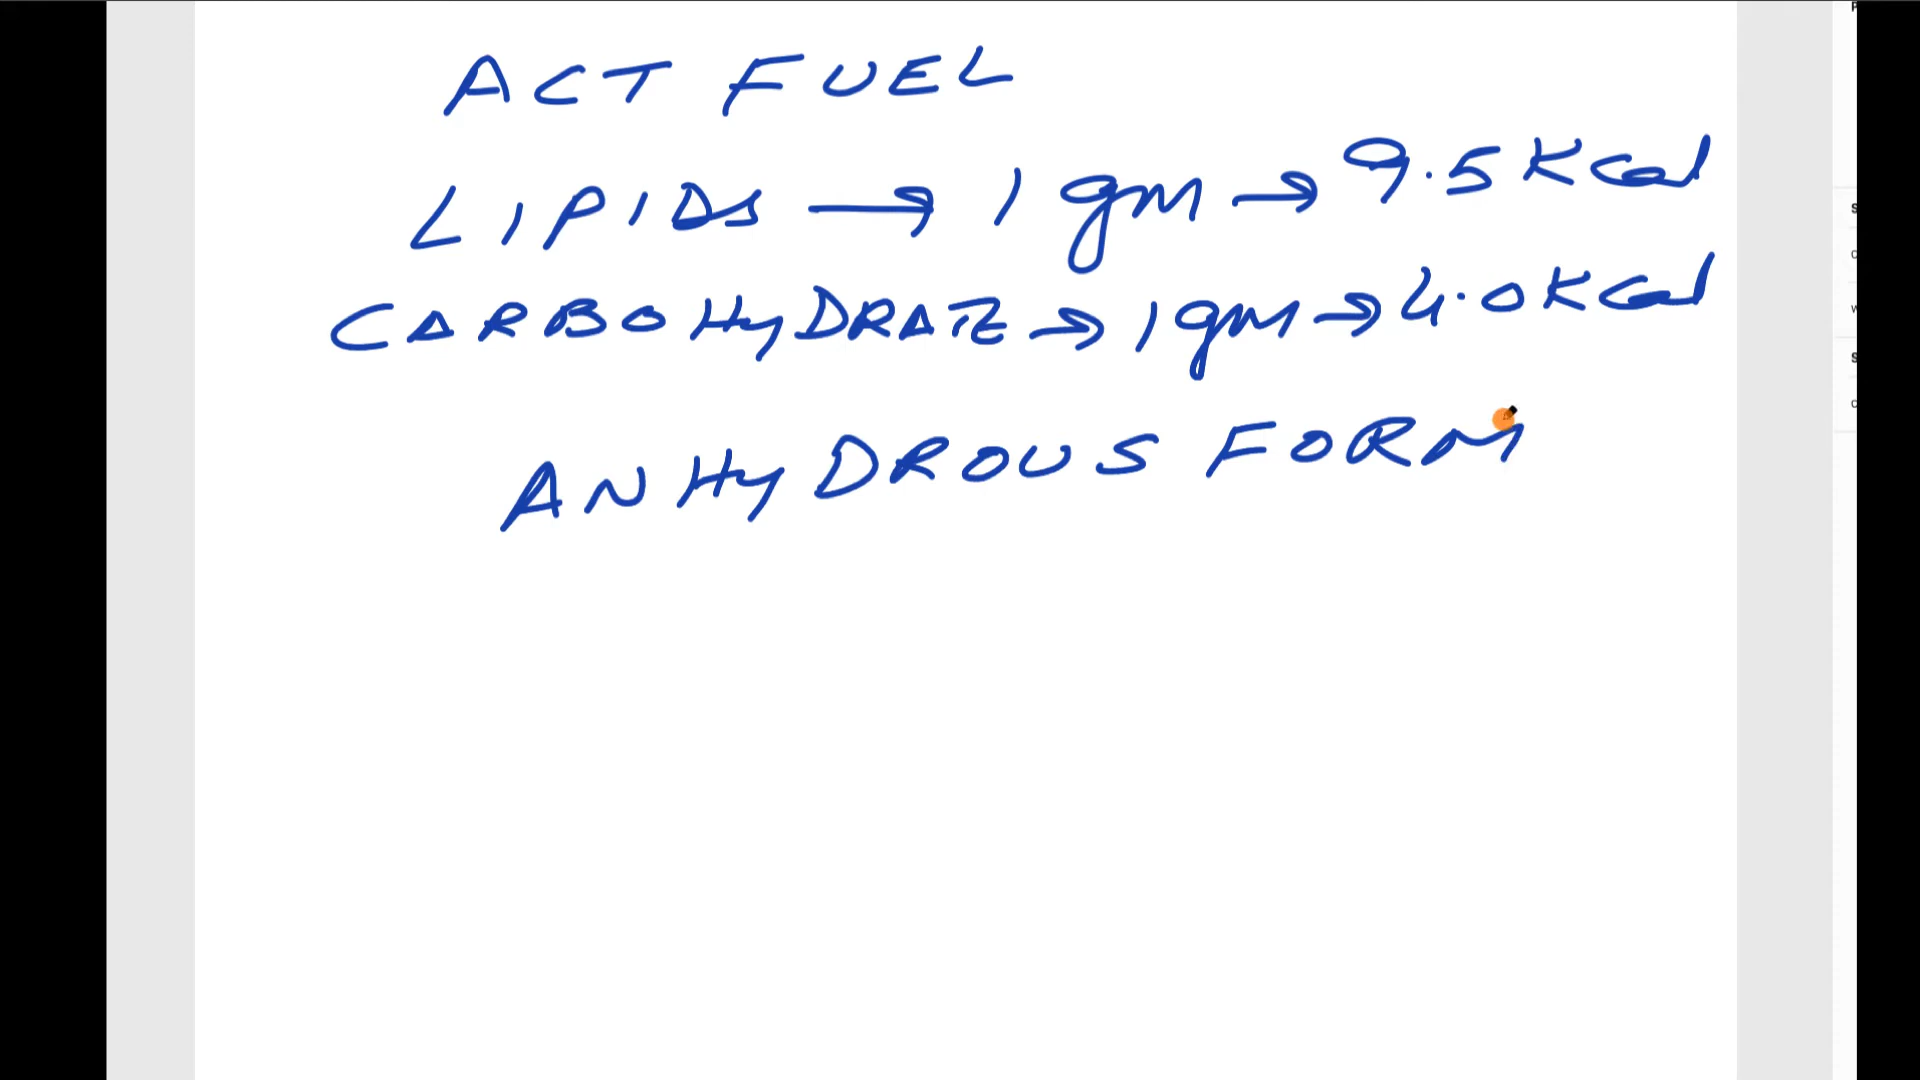 ACT FUEL
LIPIDS → 1 gm → 9.5 Kcal
CARBOHYDRATE → 1 gm → 4.0 Kcal
ANHYDROUS FORM